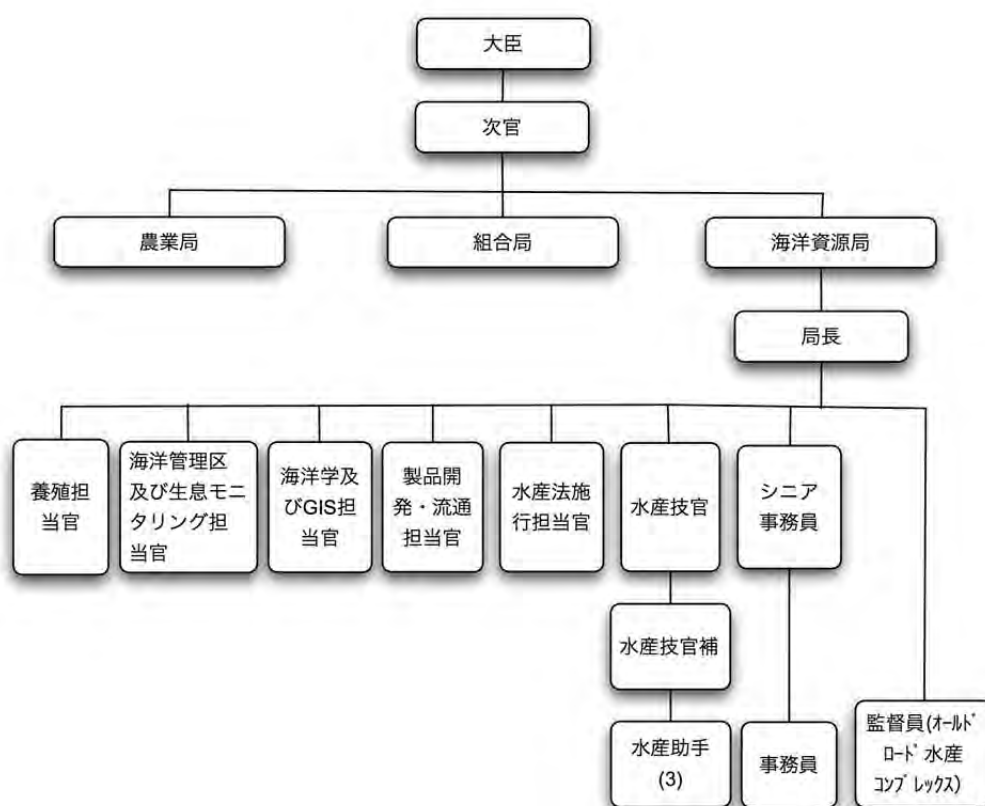 大臣
次官
農業局
組合局
海洋資源局
局長
養殖担
当官
海洋管理区
及び生息モニ
タリング担
当官
海洋学及
びGIS担
当官
製品開
発・流通
担当官
水産法施
行担当官
水産技官
シニア
事務員
水産技官補
水産助手
(3)
事務員
監督員(ｵｰﾙﾄﾞ
ﾛｰﾄﾞ水産
ｺﾝﾌﾟﾚｯｸｽ)